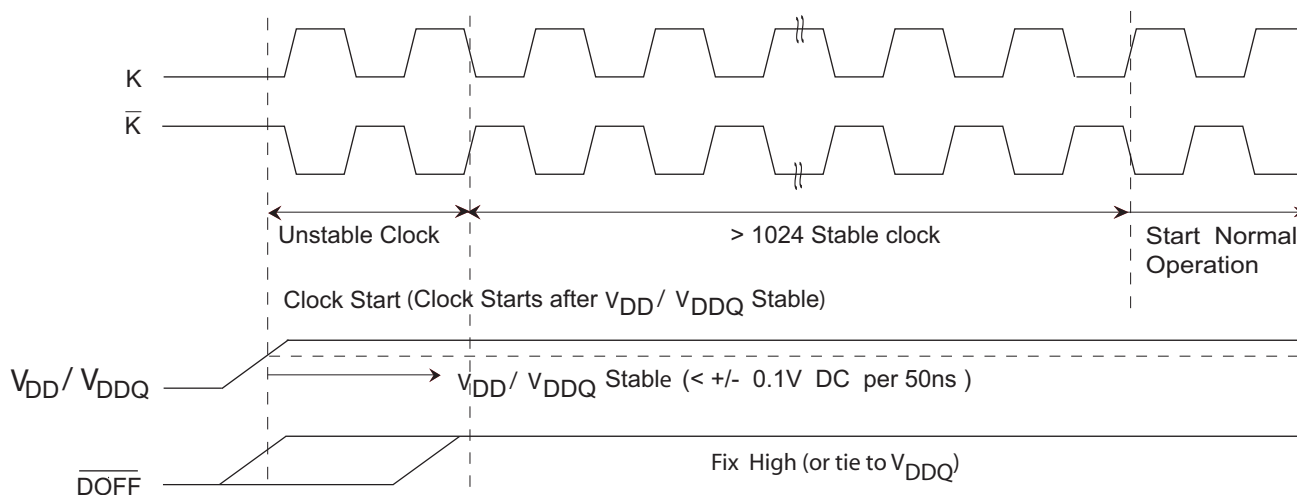 K
K
Unstable Clock
> 1024 Stable clock
Start Normal
Operation
Clock Start (Clock Starts after VDD / VDDQ Stable)
VDD / VDDQ
VDD / VDDQ Stable (< +/- 0.1V DC per 50ns )
Fix High (or tie to VDDQ)
DOFF